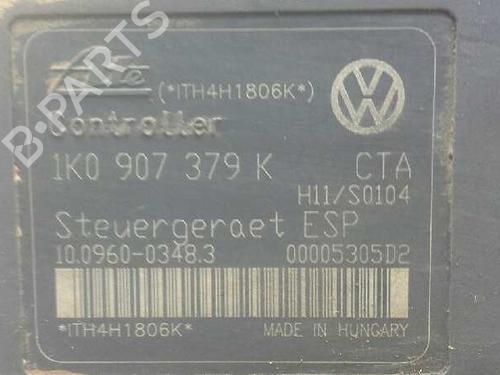 B-PARTS
Ate (*ITH4H1806K*)
Controller
1K0 907 379 K CTA
H11/S0104
Steuergeraet ESP
10.0960-0348.3 00005305D2
*ITH4H1806K* MADE IN HUNGARY